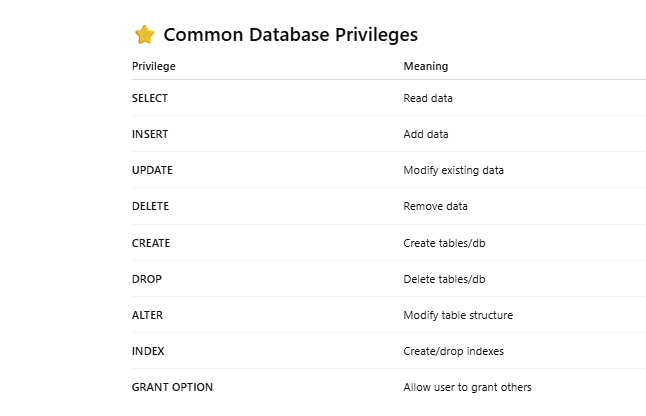 ⭐ Common Database Privileges
Privilege Meaning
SELECT Read data
INSERT Add data
UPDATE Modify existing data
DELETE Remove data
CREATE Create tables/db
DROP Delete tables/db
ALTER Modify table structure
INDEX Create/drop indexes
GRANT OPTION Allow user to grant others